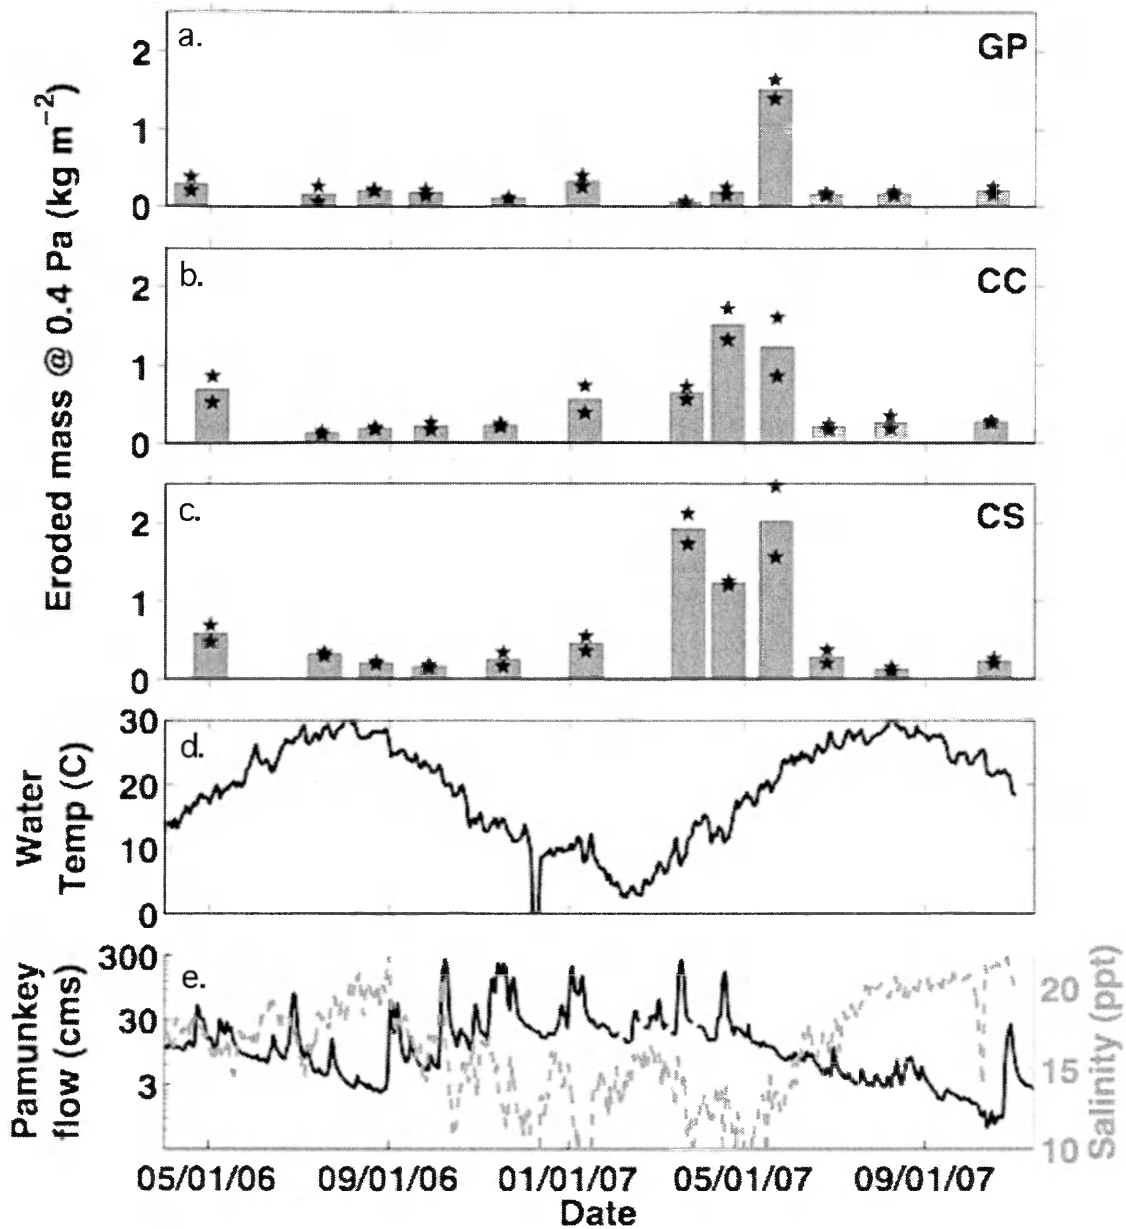 a.
GP
2
1
0
b.
CC
2
1
0
c.
CS
2
1
0
Eroded mass @ 0.4 Pa (kg m−2)
d.
30
20
10
0
Water
Temp (C)
e.
300
30
3
Pamunkey
flow (cms)
20
15
10
Salinity (ppt)
05/01/06 09/01/06 01/01/07 05/01/07 09/01/07
Date